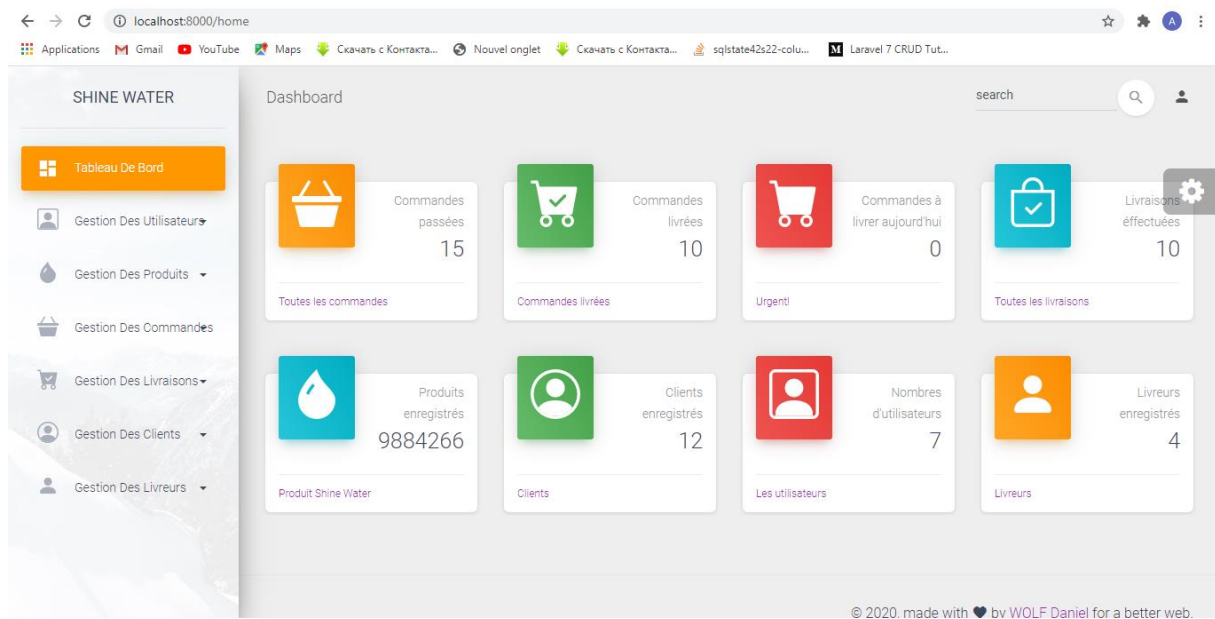 localhost:8000/home
A
Applications Gmail YouTube Maps Скачать с Контакта... Nouvel onglet Скачать с Контакта... sqlstate42s22-colu... M Laravel 7 CRUD Tut...
SHINE WATER
Tableau De Bord
Gestion Des Utilisateurs
Gestion Des Produits
Gestion Des Commandes
Gestion Des Livraisons
Gestion Des Clients
Gestion Des Livreurs
Dashboard
search
Commandes
passées
15
Toutes les commandes
Commandes
livrées
10
Commandes livrées
Commandes à
livrer aujourd'hui
0
Urgent!
Livraisons
éffectuées
10
Toutes les livraisons
Produits
enregistrés
9884266
Produit Shine Water
Clients
enregistrés
12
Clients
Nombres
d'utilisateurs
7
Les utilisateurs
Livreurs
enregistrés
4
Livreurs
© 2020, made with ♥ by WOLF Daniel for a better web.